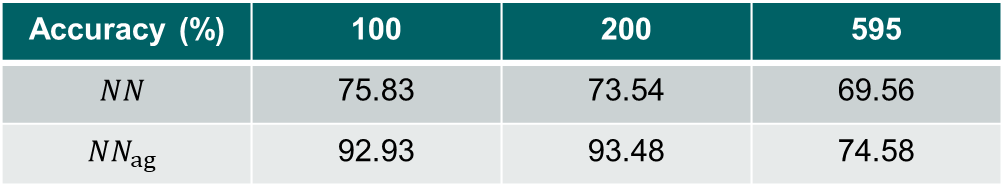 Accuracy (%) 100 200 595
NN 75.83 73.54 69.56
NNag 92.93 93.48 74.58